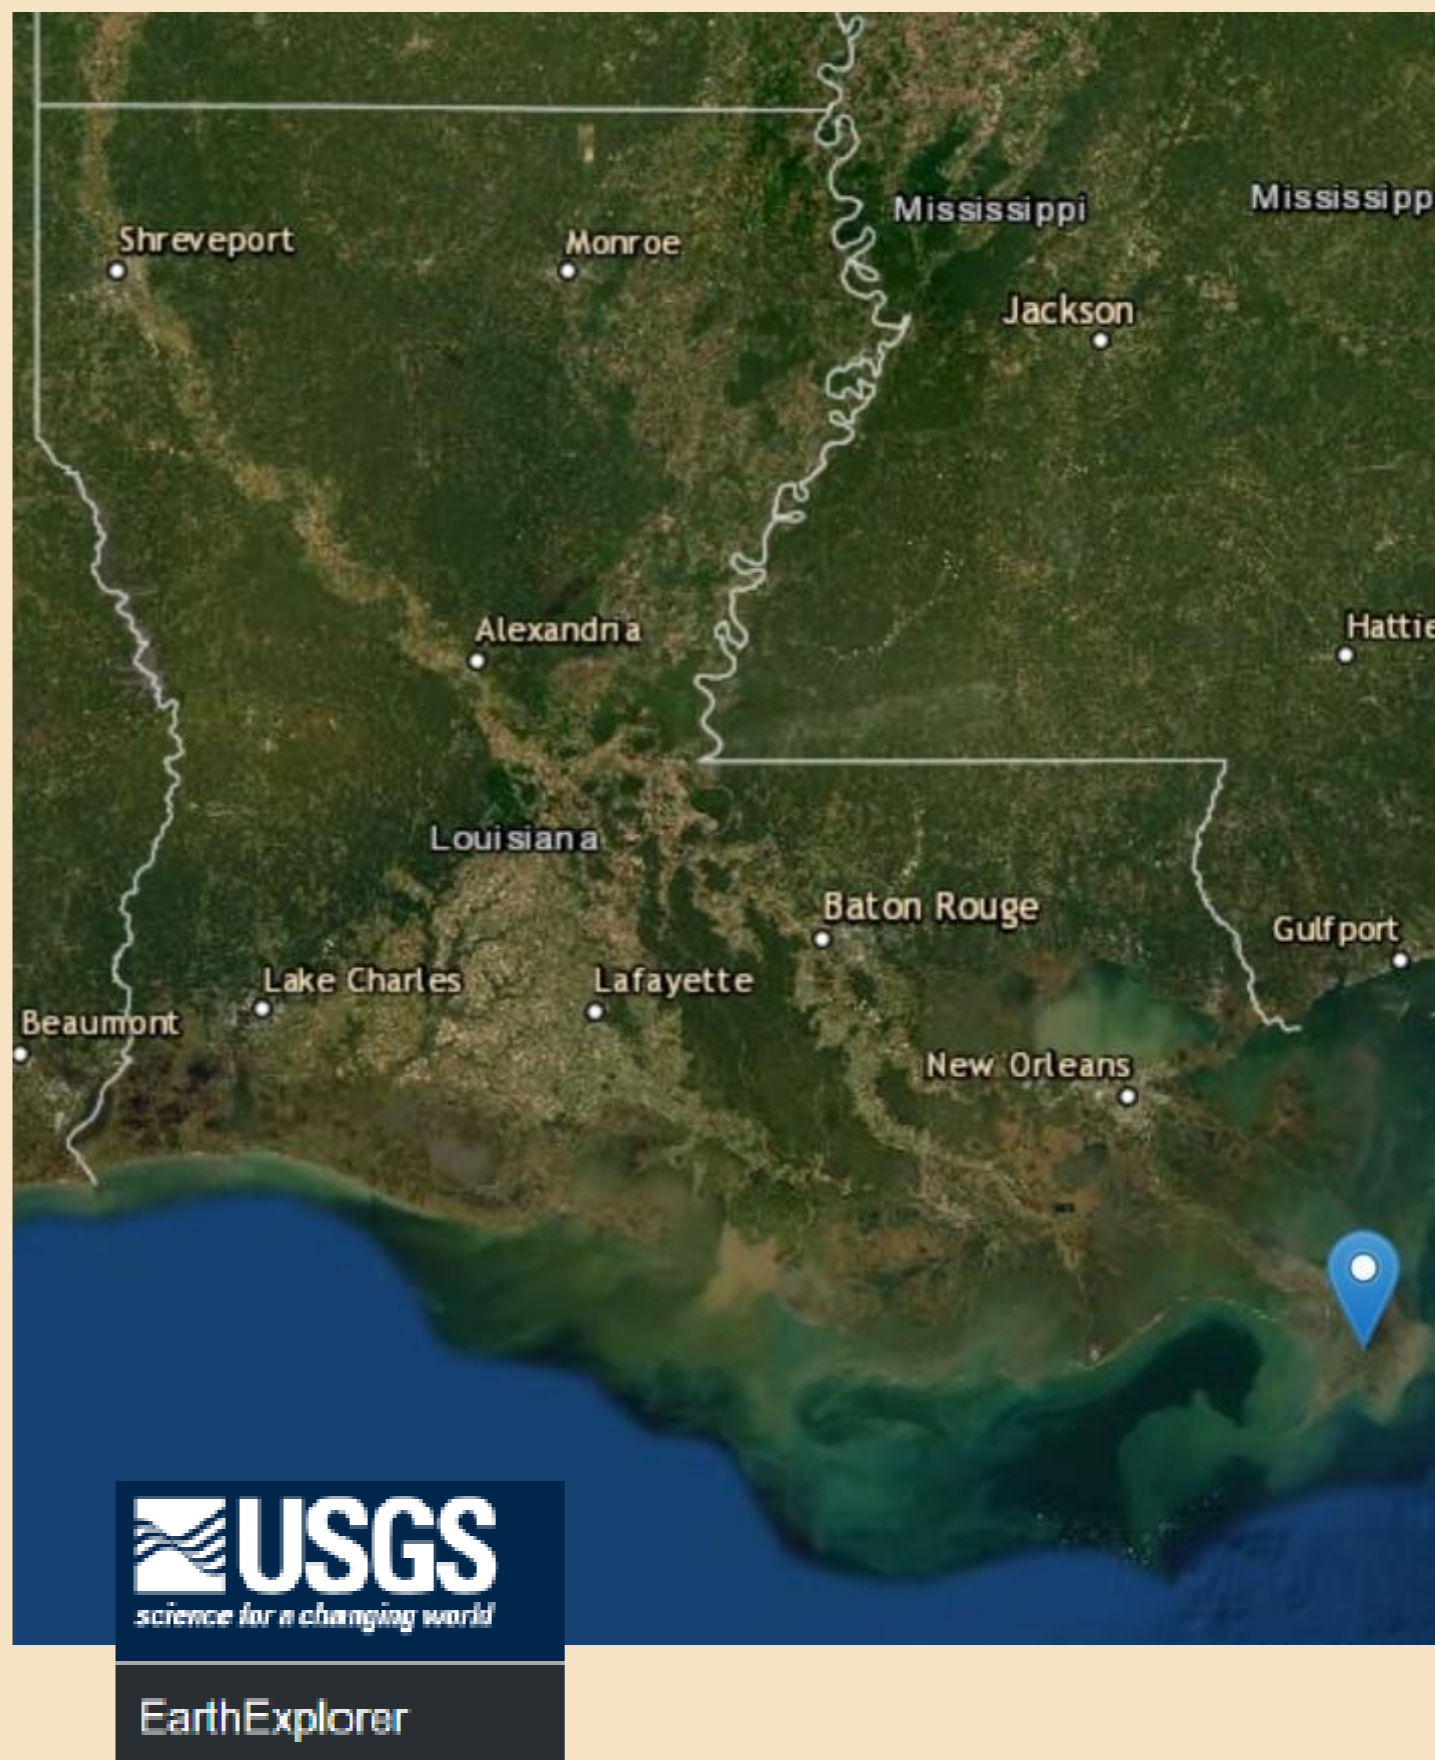 Mississippi
Mississipp
Shreveport
Monroe
Jackson
Alexandria
Hattie
Louisiana
Baton Rouge
Gulfport
Lake Charles
Lafayette
Beaumont
New Orleans
USGS
science for a changing world
EarthExplorer